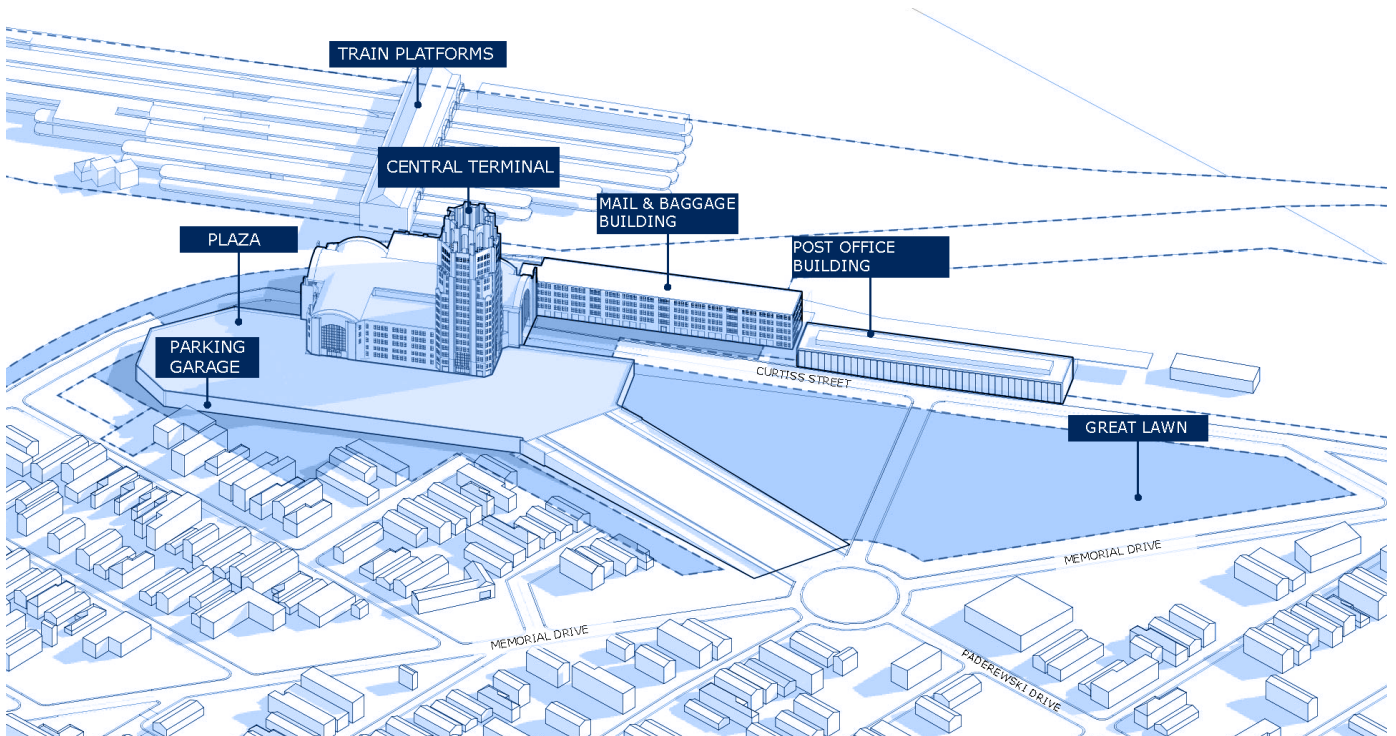 TRAIN PLATFORMS
CENTRAL TERMINAL
MAIL & BAGGAGE
BUILDING
PLAZA
POST OFFICE
BUILDING
PARKING
GARAGE
CURTISS STREET
GREAT LAWN
MEMORIAL DRIVE
MEMORIAL DRIVE
PADEREWSKI DRIVE